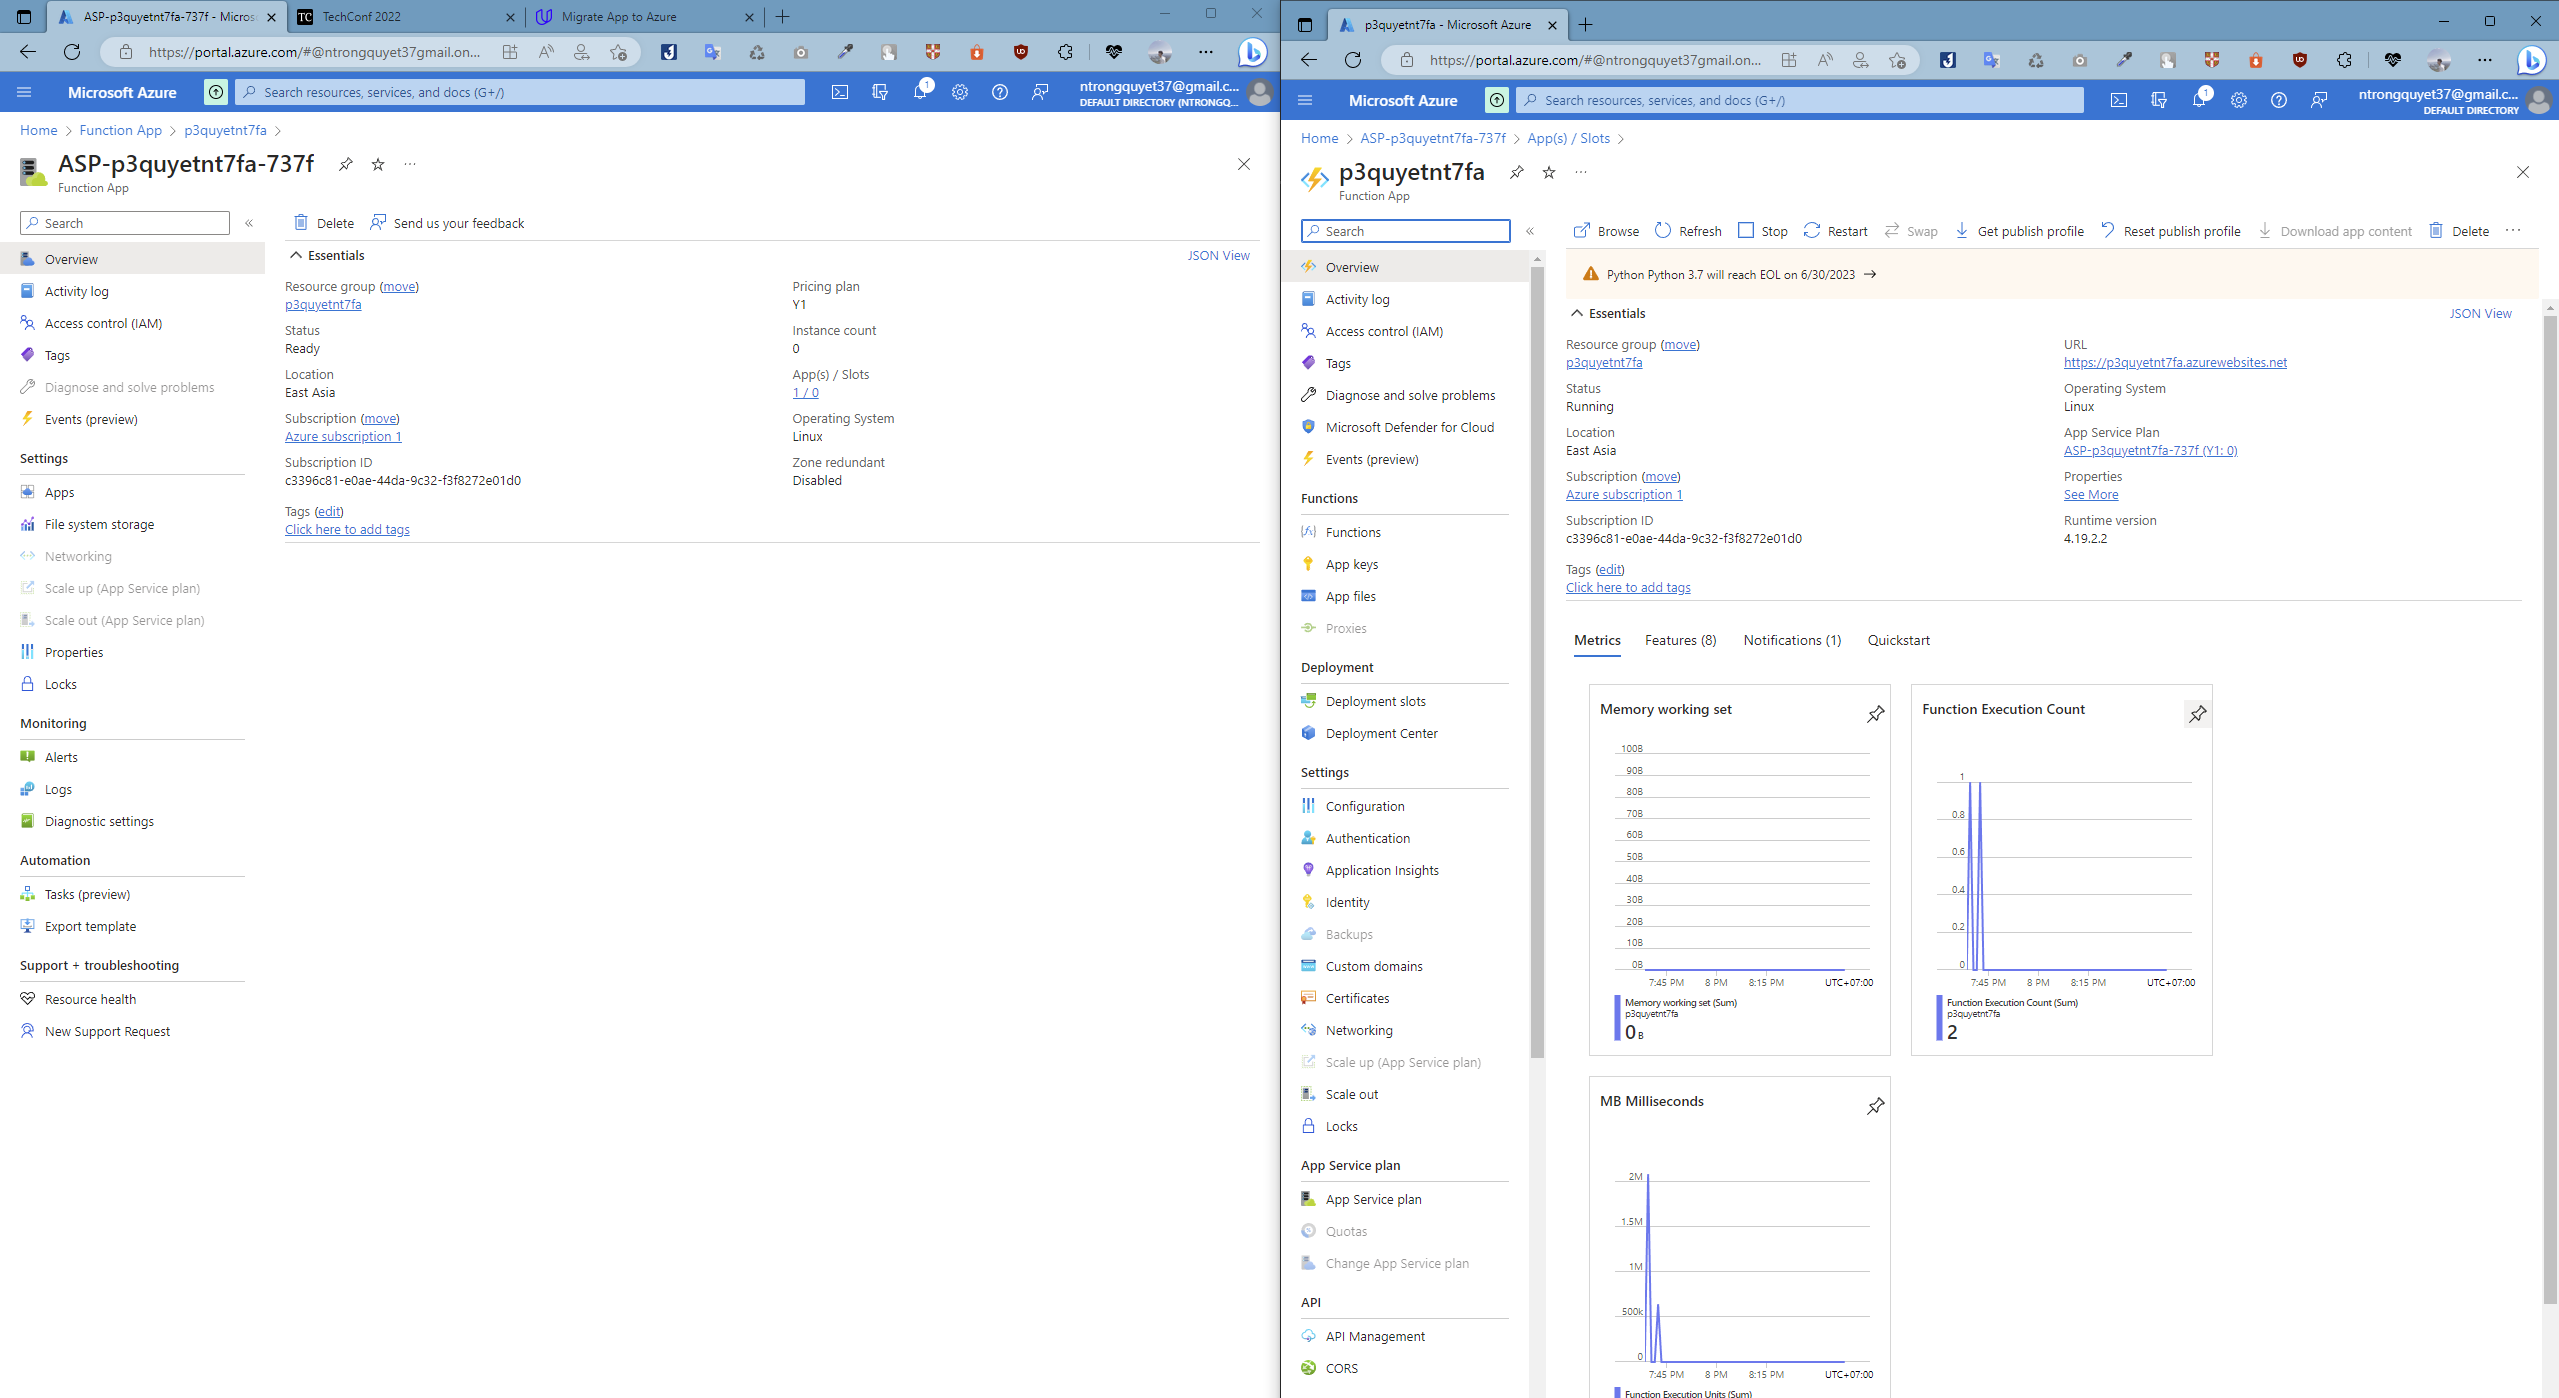 ASP-p3quyetnt7fa-737f - Micros
TechConf 2022
Migrate App to Azure
https://portal.azure.com/#@ntrongquyet37gmail.on...
Microsoft Azure
Search resources, services, and docs (G+/)
1
ntrongquyet37@gmail.c...
DEFAULT DIRECTORY (NTRONGQ...
Home > Function App > p3quyetnt7fa >
ASP-p3quyetnt7fa-737f
Function App
Search
Delete
Send us your feedback
Overview
Activity log
Access control (IAM)
Tags
Diagnose and solve problems
Events (preview)
Settings
Apps
File system storage
Networking
Scale up (App Service plan)
Scale out (App Service plan)
Properties
Locks
Monitoring
Alerts
Logs
Diagnostic settings
Automation
Tasks (preview)
Export template
Support + troubleshooting
Resource health
New Support Request
Essentials
JSON View
Resource group (move)
p3quyetnt7fa
Status
Ready
Location
East Asia
Subscription (move)
Azure subscription 1
Subscription ID
c3396c81-e0ae-44da-9c32-f3f8272e01d0
Tags (edit)
Click here to add tags
Pricing plan
Y1
Instance count
0
App(s) / Slots
1 / 0
Operating System
Linux
Zone redundant
Disabled
p3quyetnt7fa - Microsoft Azure
https://portal.azure.com/#@ntrongquyet37gmail.on...
Microsoft Azure
Search resources, services, and docs (G+/)
1
ntrongquyet37@gmail.c...
DEFAULT DIRECTORY
Home > ASP-p3quyetnt7fa-737f > App(s) / Slots >
p3quyetnt7fa
Function App
Search
Browse
Refresh
Stop
Restart
Swap
Get publish profile
Reset publish profile
Download app content
Delete
Overview
Activity log
Access control (IAM)
Tags
Diagnose and solve problems
Microsoft Defender for Cloud
Events (preview)
Functions
Functions
App keys
App files
Proxies
Deployment
Deployment slots
Deployment Center
Settings
Configuration
Authentication
Application Insights
Identity
Backups
Custom domains
Certificates
Networking
Scale up (App Service plan)
Scale out
Locks
App Service plan
App Service plan
Quotas
Change App Service plan
API
API Management
CORS
Python Python 3.7 will reach EOL on 6/30/2023 →
Essentials
JSON View
Resource group (move)
p3quyetnt7fa
Status
Running
Location
East Asia
Subscription (move)
Azure subscription 1
Subscription ID
c3396c81-e0ae-44da-9c32-f3f8272e01d0
Tags (edit)
Click here to add tags
URL
https://p3quyetnt7fa.azurewebsites.net
Operating System
Linux
App Service Plan
ASP-p3quyetnt7fa-737f (Y1: 0)
Properties
See More
Runtime version
4.19.2.2
Metrics
Features (8)
Notifications (1)
Quickstart
Memory working set
100B
90B
80B
70B
60B
50B
40B
30B
20B
10B
0B
7:45 PM 8 PM 8:15 PM UTC+07:00
Memory working set (Sum)
p3quyetnt7fa
0 B
Function Execution Count
1
0.8
0.6
0.4
0.2
0
7:45 PM 8 PM 8:15 PM UTC+07:00
Function Execution Count (Sum)
p3quyetnt7fa
2
MB Milliseconds
2M
1.5M
1M
500k
0
7:45 PM 8 PM 8:15 PM UTC+07:00
Function Execution Units (Sum)